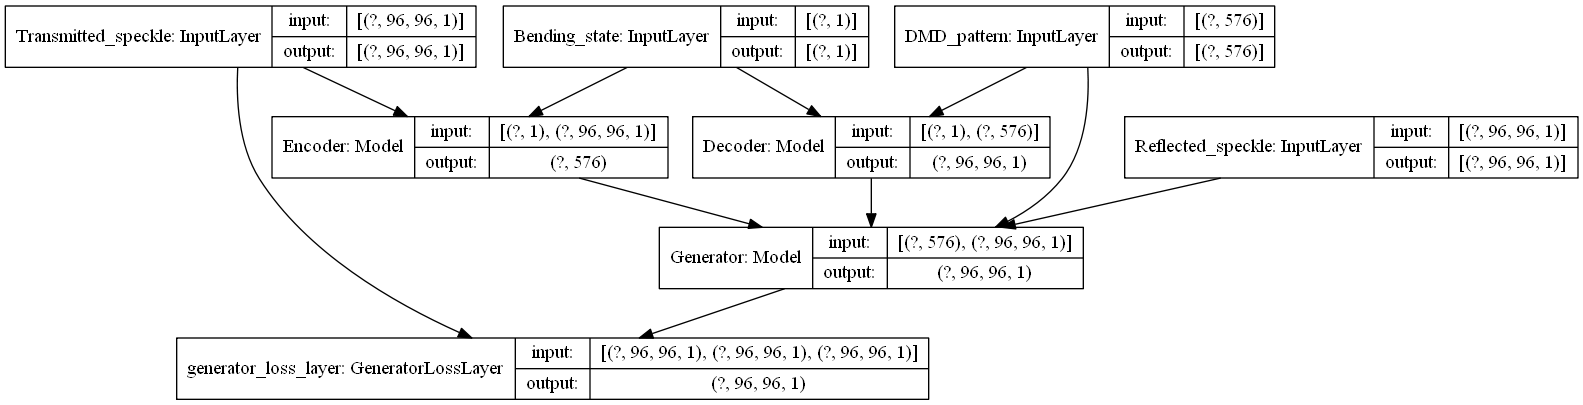 Transmitted_speckle: InputLayer
input:
[(?, 96, 96, 1)]
output:
[(?, 96, 96, 1)]
Bending_state: InputLayer
input:
[(?, 1)]
output:
[(?, 1)]
DMD_pattern: InputLayer
input:
[(?, 576)]
output:
[(?, 576)]
Encoder: Model
input:
[(?, 1), (?, 96, 96, 1)]
output:
(?, 576)
Decoder: Model
input:
[(?, 1), (?, 576)]
output:
(?, 96, 96, 1)
Reflected_speckle: InputLayer
input:
[(?, 96, 96, 1)]
output:
[(?, 96, 96, 1)]
Generator: Model
input:
[(?, 576), (?, 96, 96, 1)]
output:
(?, 96, 96, 1)
generator_loss_layer: GeneratorLossLayer
input:
[(?, 96, 96, 1), (?, 96, 96, 1), (?, 96, 96, 1)]
output:
(?, 96, 96, 1)